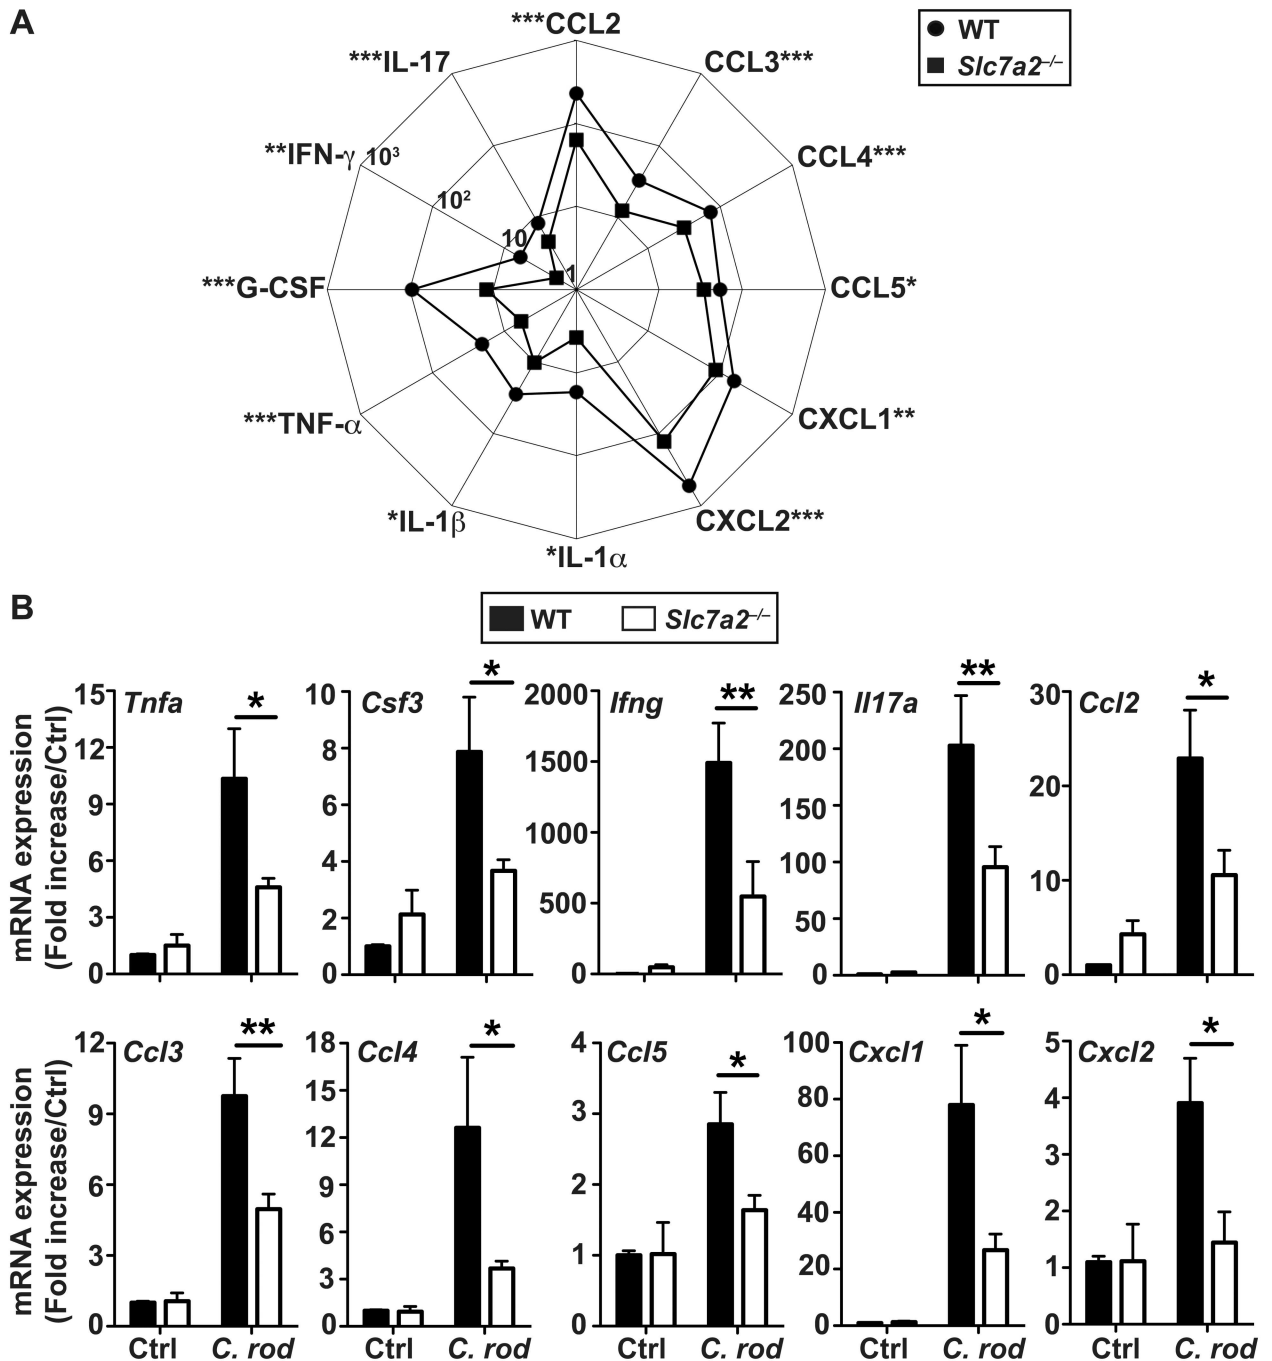 A
***CCL2
WT
Slc7a2–/–
***IL-17
CCL3***
**IFN-γ
10³
CCL4***
10²
10
1
***G-CSF
CCL5*
***TNF-α
CXCL1**
*IL-1β
CXCL2***
*IL-1α
B
WT
Slc7a2–/–
mRNA expression
(Fold increase/Ctrl)
Tnfa
*
15
12
9
6
3
0
Csf3
*
10
8
6
4
2
0
Ifng
**
2000
1500
1000
500
0
Il17a
**
250
200
150
100
50
0
Ccl2
*
30
20
10
0
mRNA expression
(Fold increase/Ctrl)
Ccl3
**
12
9
6
3
0
Ctrl C. rod
Ccl4
*
18
15
12
9
6
3
0
Ctrl C. rod
Ccl5
*
4
3
2
1
0
Ctrl C. rod
Cxcl1
*
100
80
60
40
20
0
Ctrl C. rod
Cxcl2
*
5
4
3
2
1
0
Ctrl C. rod